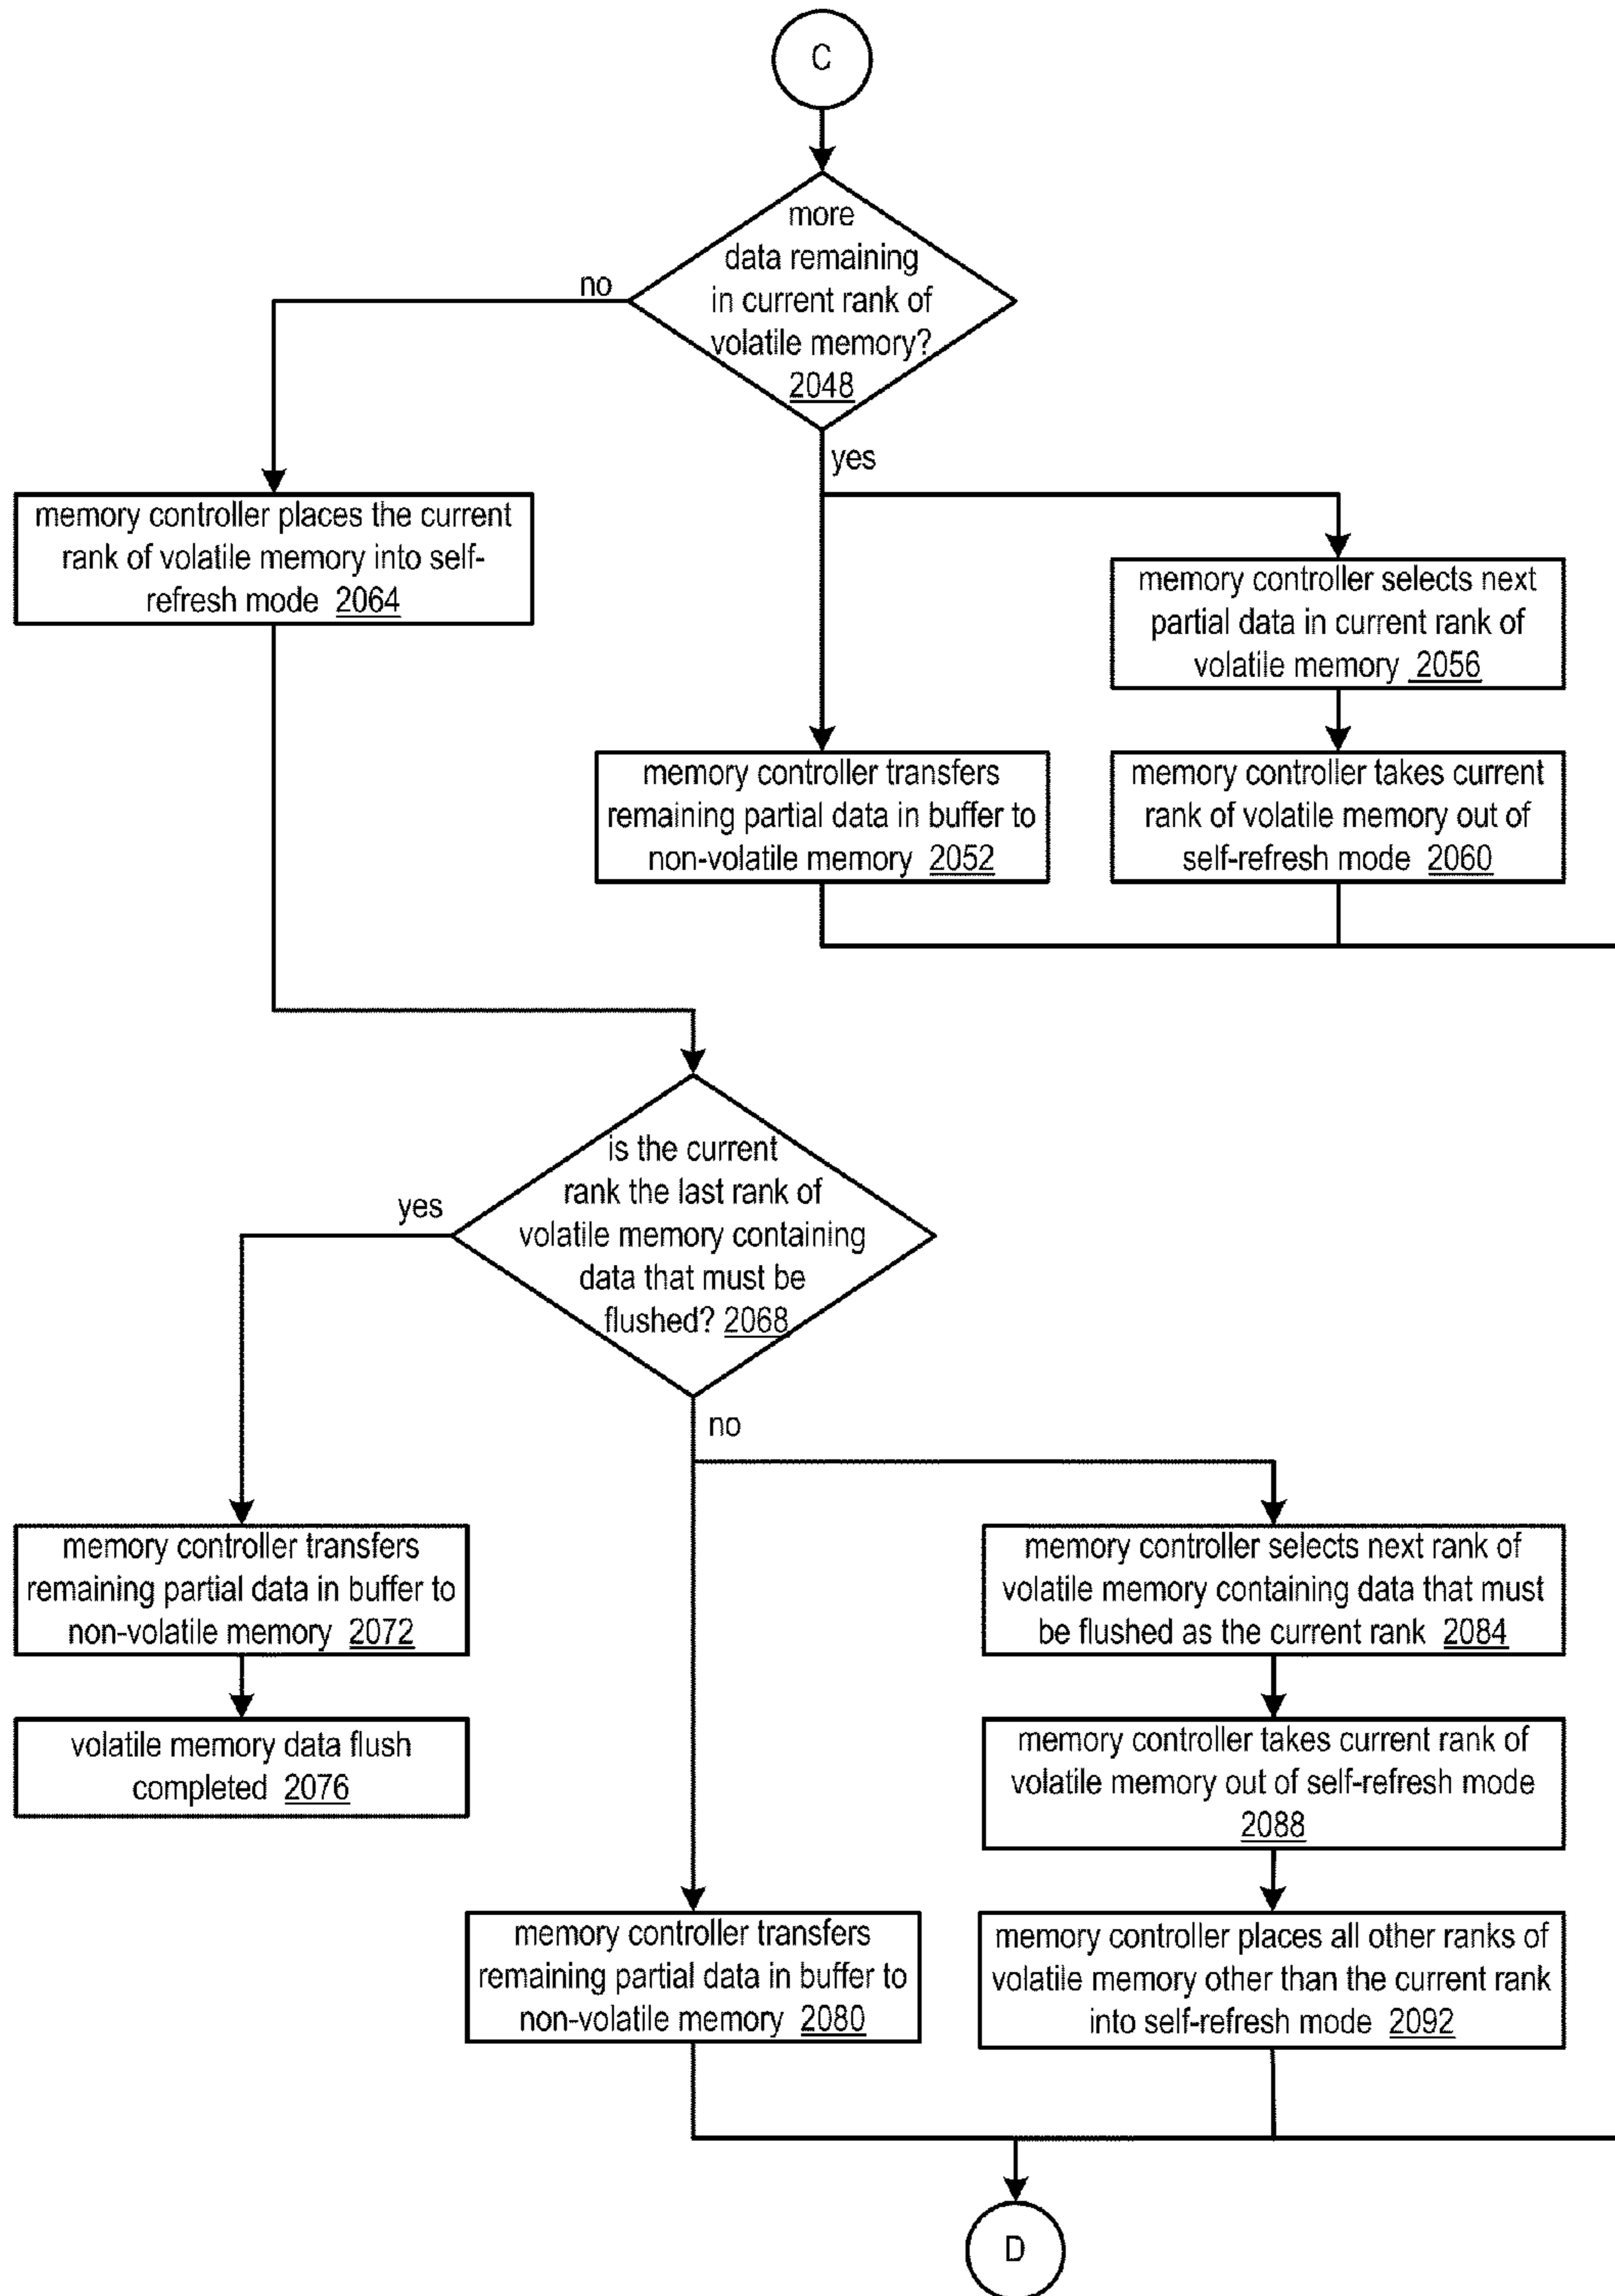 C
more
data remaining
in current rank of
volatile memory?
2048
no
yes
memory controller places the current
rank of volatile memory into self-
refresh mode 2064
memory controller selects next
partial data in current rank of
volatile memory 2056
memory controller transfers
remaining partial data in buffer to
non-volatile memory 2052
memory controller takes current
rank of volatile memory out of
self-refresh mode 2060
is the current
rank the last rank of
volatile memory containing
data that must be
flushed? 2068
yes
no
memory controller transfers
remaining partial data in buffer to
non-volatile memory 2072
memory controller selects next rank of
volatile memory containing data that must
be flushed as the current rank 2084
volatile memory data flush
completed 2076
memory controller takes current rank of
volatile memory out of self-refresh mode
2088
memory controller transfers
remaining partial data in buffer to
non-volatile memory 2080
memory controller places all other ranks of
volatile memory other than the current rank
into self-refresh mode 2092
D